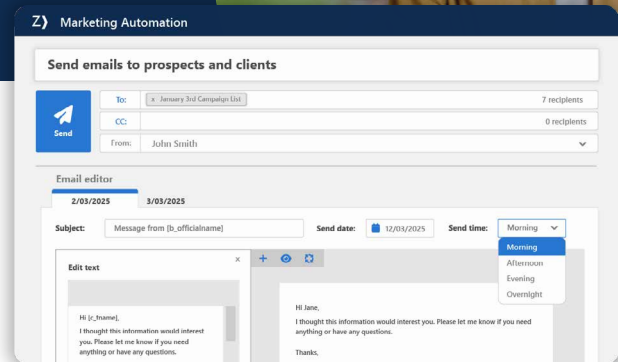 Z) Marketing Automation
Send emails to prospects and clients
Send
To: x January 3rd Campaign List 7 recipients
CC: 0 recipients
From: John Smith
Email editor
2/03/2025 3/03/2025
Subject: Message from {b_officialname} Send date: 12/03/2025 Send time: Morning
Morning
Afternoon
Evening
Overnight
Edit text x
Hi {c_fname},
I thought this information would interest
you. Please let me know if you need
anything or have any questions.
Hi Jane,
I thought this information would interest you. Please let me know if you need
anything or have any questions.
Thanks,